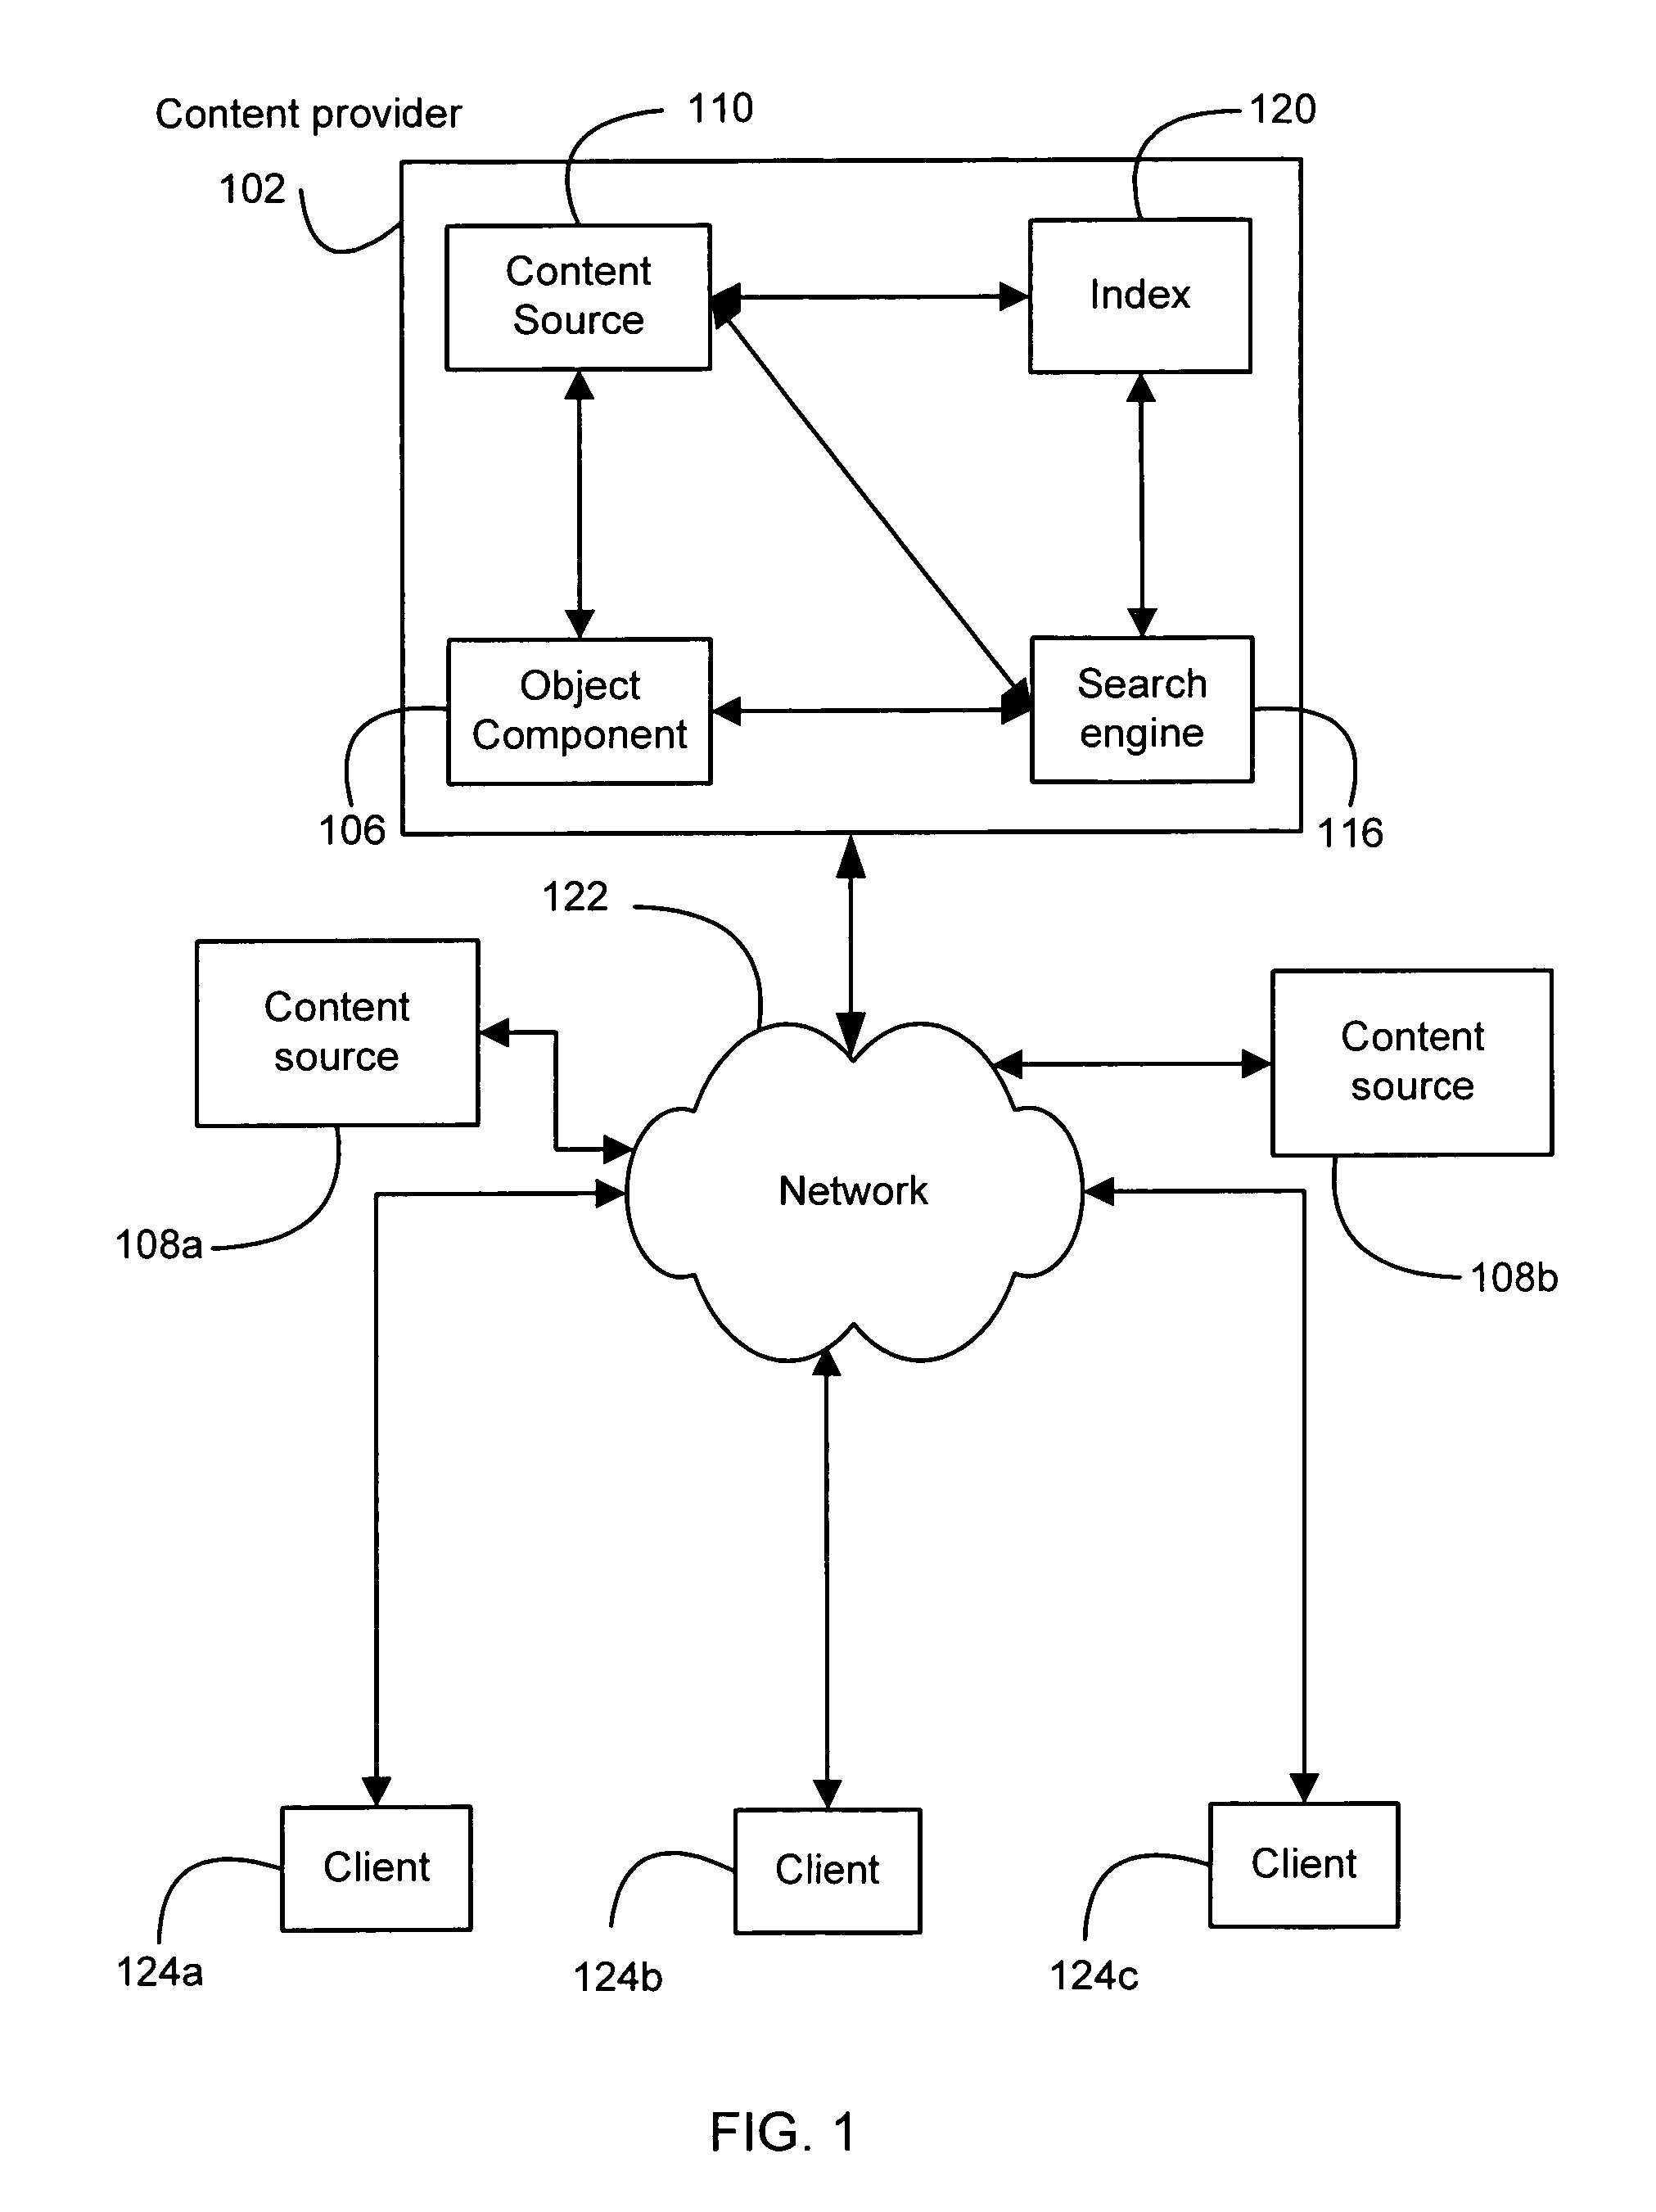 Content provider
110
120
102
Content
Source
Index
Object
Component
Search
engine
106
116
122
Content
source
Content
source
Network
108a
108b
Client
Client
Client
124a
124b
124c
FIG. 1